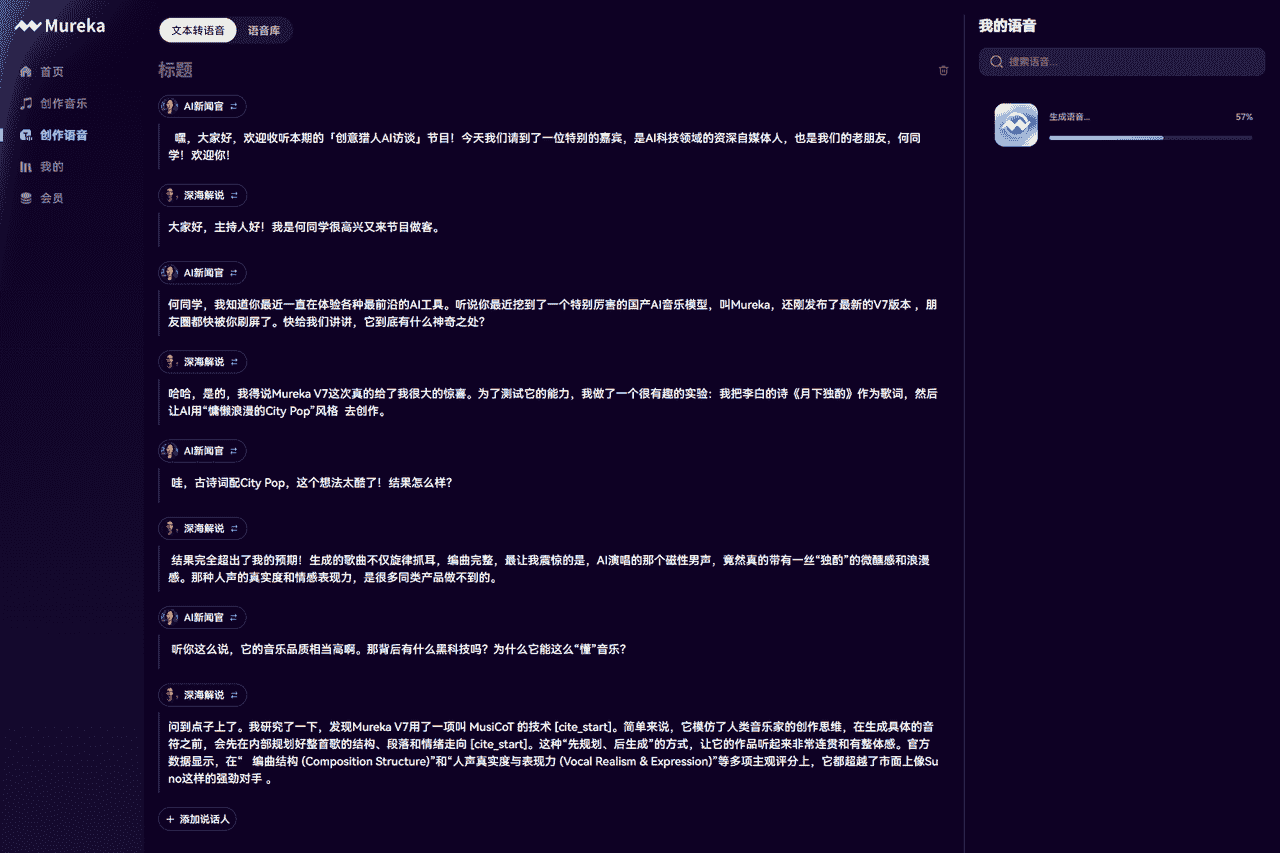 Mureka
首页
创作音乐
创作语音
我的
会员
文本转语音
语音库
标题
AI新闻官
嘿，大家好，欢迎收听本期的「创意猎人AI访谈」节目！今天我们请到了一位特别的嘉宾，是AI科技领域的资深自媒体人，也是我们的老朋友，何同
学！欢迎你！
深海解说
大家好，主持人好！我是何同学很高兴又来节目做客。
AI新闻官
何同学，我知道你最近一直在体验各种最前沿的AI工具。听说你最近挖到了一个特别厉害的国产AI音乐模型，叫Mureka，还刚发布了最新的V7版本 ，朋
友圈都快被你刷屏了。快给我们讲讲，它到底有什么神奇之处？
深海解说
哈哈，是的，我得说Mureka V7这次真的给了我很大的惊喜。为了测试它的能力，我做了一个很有趣的实验：我把李白的诗《月下独酌》作为歌词，然后
让AI用“慵懒浪漫的City Pop”风格 去创作。
AI新闻官
哇，古诗词配City Pop，这个想法太酷了！结果怎么样？
深海解说
结果完全超出了我的预期！生成的歌曲不仅旋律抓耳，编曲完整，最让我震惊的是，AI演唱的那个磁性男声，竟然真的带有一丝“独酌”的微醺感和浪漫
感。那种人声的真实度和情感表现力，是很多同类产品做不到的。
AI新闻官
听你这么说，它的音乐品质相当高啊。那背后有什么黑科技吗？为什么它能这么“懂”音乐？
深海解说
问到点子上了。我研究了一下，发现Mureka V7用了一项叫 MusiCoT 的技术 [cite_start]。简单来说，它模仿了人类音乐家的创作思维，在生成具体的音
符之前，会先在内部规划好整首歌的结构、段落和情绪走向 [cite_start]。这种“先规划、后生成”的方式，让它的作品听起来非常连贯和有整体感。官方
数据显示，在“ 编曲结构 (Composition Structure)”和“人声真实度与表现力 (Vocal Realism & Expression)”等多项主观评分上，它都超越了市面上像Su
no这样的强劲对手 。
+ 添加说话人
我的语音
搜索语音...
生成语音...
57%